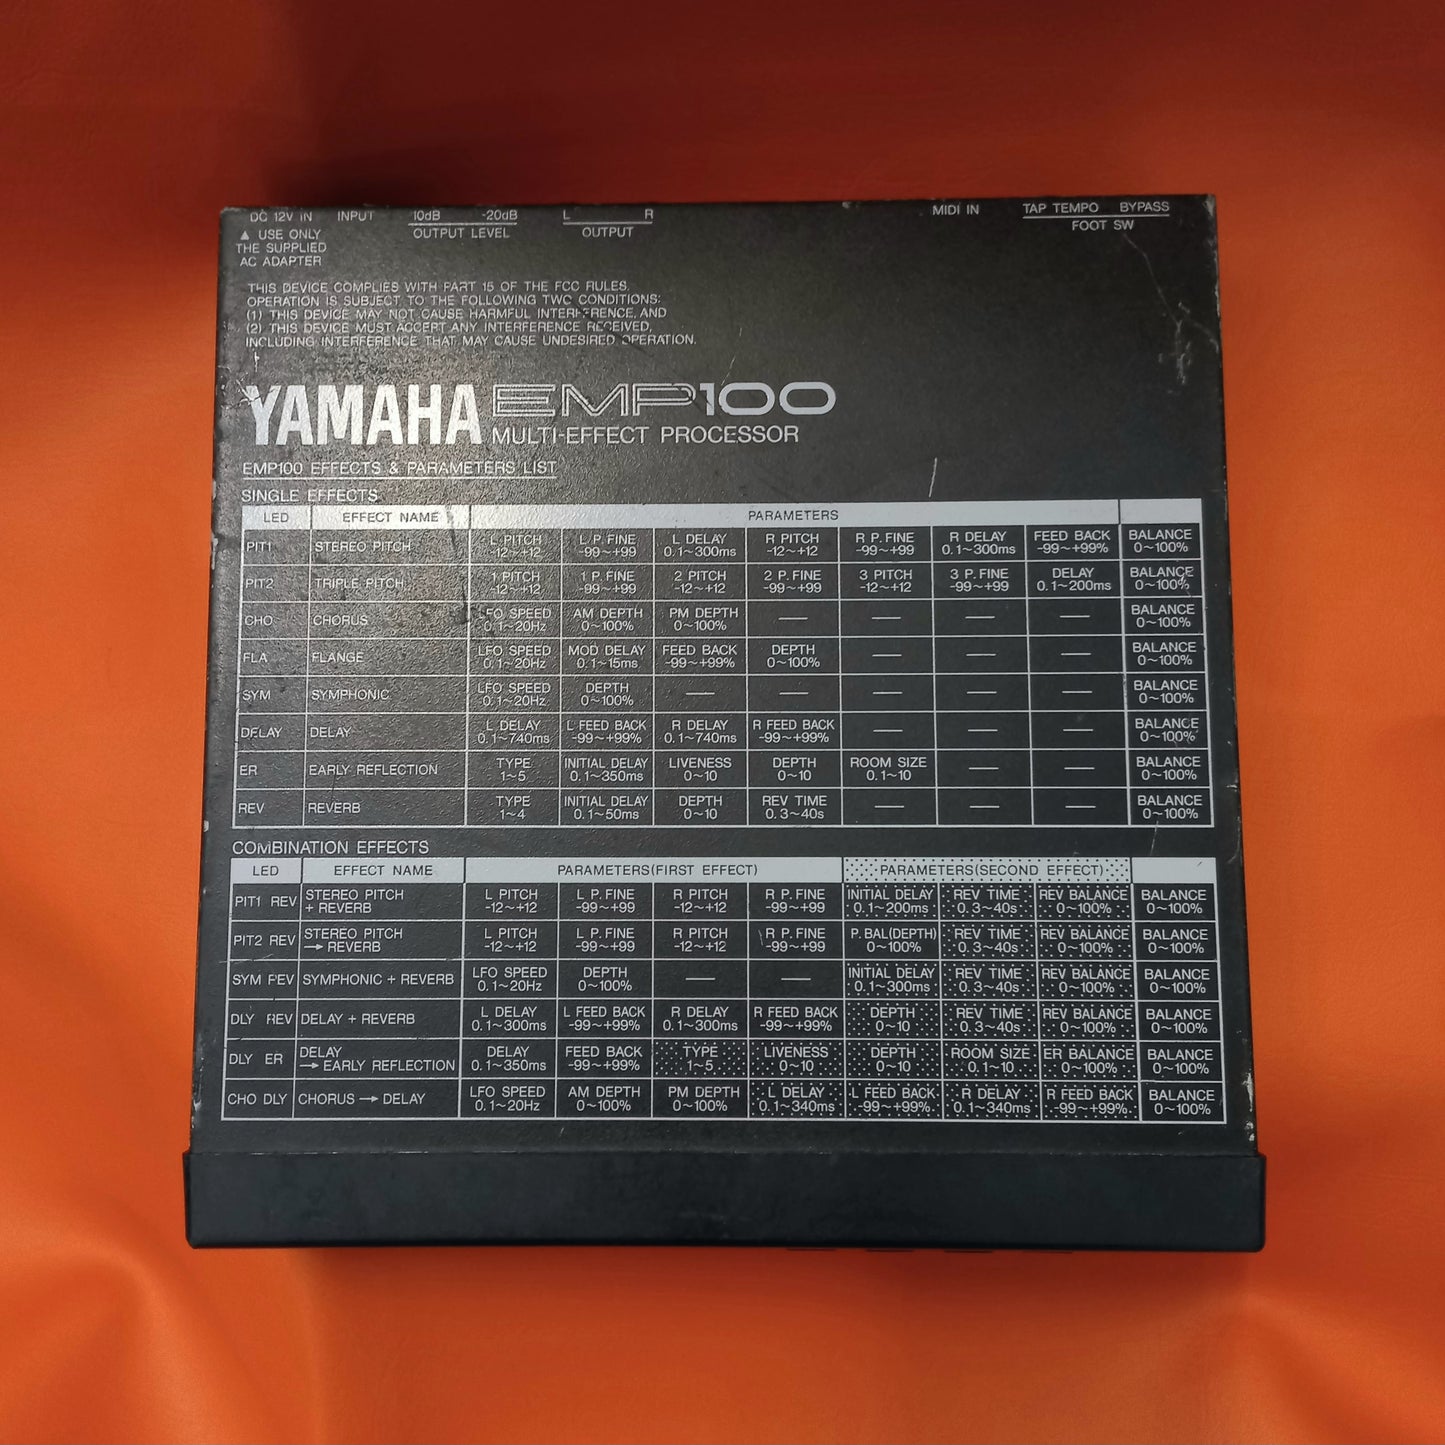 DC 12V IN INPUT 10dB -20dB L R MIDI IN TAP TEMPO BYPASS
▲ USE ONLY OUTPUT LEVEL OUTPUT FOOT SW
THE SUPPLIED
AC ADAPTER
THIS DEVICE COMPLIES WITH PART 15 OF THE FCC RULES.
OPERATION IS SUBJECT TO THE FOLLOWING TWO CONDITIONS:
(1) THIS DEVICE MAY NOT CAUSE HARMFUL INTERFERENCE, AND
(2) THIS DEVICE MUST ACCEPT ANY INTERFERENCE RECEIVED,
INCLUDING INTERFERENCE THAT MAY CAUSE UNDESIRED OPERATION.
YAMAHA EMP100
MULTI-EFFECT PROCESSOR
EMP100 EFFECTS & PARAMETERS LIST
SINGLE EFFECTS
LED EFFECT NAME PARAMETERS
PIT1 STEREO PITCH L PITCH L P. FINE L DELAY R PITCH R P. FINE R DELAY FEED BACK BALANCE
-12~+12 -99~+99 0.1~300ms -12~+12 -99~+99 0.1~300ms -99~+99% 0~100%
PIT2 TRIPLE PITCH 1 PITCH 1 P. FINE 2 PITCH 2 P. FINE 3 PITCH 3 P. FINE DELAY BALANCE
-12~+12 -99~+99 -12~+12 -99~+99 -12~+12 -99~+99 0.1~200ms 0~100%
CHO CHORUS LFO SPEED AM DEPTH PM DEPTH — — — — BALANCE
0.1~20Hz 0~100% 0~100% 0~100%
FLA FLANGE LFO SPEED MOD DELAY FEED BACK DEPTH — — — BALANCE
0.1~20Hz 0.1~15ms -99~+99% 0~100% 0~100%
SYM SYMPHONIC LFO SPEED DEPTH — — — — — BALANCE
0.1~20Hz 0~100% 0~100%
DELAY DELAY L DELAY L FEED BACK R DELAY R FEED BACK — — — BALANCE
0.1~740ms -99~+99% 0.1~740ms -99~+99% 0~100%
ER EARLY REFLECTION TYPE INITIAL DELAY LIVENESS DEPTH ROOM SIZE — — BALANCE
1~5 0.1~350ms 0~10 0~10 0.1~10 0~100%
REV REVERB TYPE INITIAL DELAY DEPTH REV TIME — — — BALANCE
1~4 0.1~50ms 0~10 0.3~40s 0~100%
COMBINATION EFFECTS
LED EFFECT NAME PARAMETERS(FIRST EFFECT) PARAMETERS(SECOND EFFECT)
PIT1 REV STEREO PITCH L PITCH L P. FINE R PITCH R P. FINE INITIAL DELAY REV TIME REV BALANCE BALANCE
+ REVERB -12~+12 -99~+99 -12~+12 -99~+99 0.1~200ms 0.3~40s 0~100% 0~100%
PIT2 REV STEREO PITCH L PITCH L P. FINE R PITCH R P. FINE P. BAL(DEPTH) REV TIME REV BALANCE BALANCE
→ REVERB -12~+12 -99~+99 -12~+12 -99~+99 0~100% 0.3~40s 0~100% 0~100%
SYM REV SYMPHONIC + REVERB LFO SPEED DEPTH — — INITIAL DELAY REV TIME REV BALANCE BALANCE
0.1~20Hz 0~100% 0.1~300ms 0.3~40s 0~100% 0~100%
DLY REV DELAY + REVERB L DELAY L FEED BACK R DELAY R FEED BACK DEPTH REV TIME REV BALANCE BALANCE
0.1~300ms -99~+99% 0.1~300ms -99~+99% 0~10 0.3~40s 0~100% 0~100%
DLY ER DELAY DELAY FEED BACK TYPE LIVENESS DEPTH ROOM SIZE ER BALANCE BALANCE
→ EARLY REFLECTION 0.1~350ms -99~+99% 1~5 0~10 0~10 0.1~10 0~100% 0~100%
CHO DLY CHORUS → DELAY LFO SPEED AM DEPTH PM DEPTH L DELAY L FEED BACK R DELAY R FEED BACK BALANCE
0.1~20Hz 0~100% 0~100% 0.1~340ms -99~+99% 0.1~340ms -99~+99% 0~100%